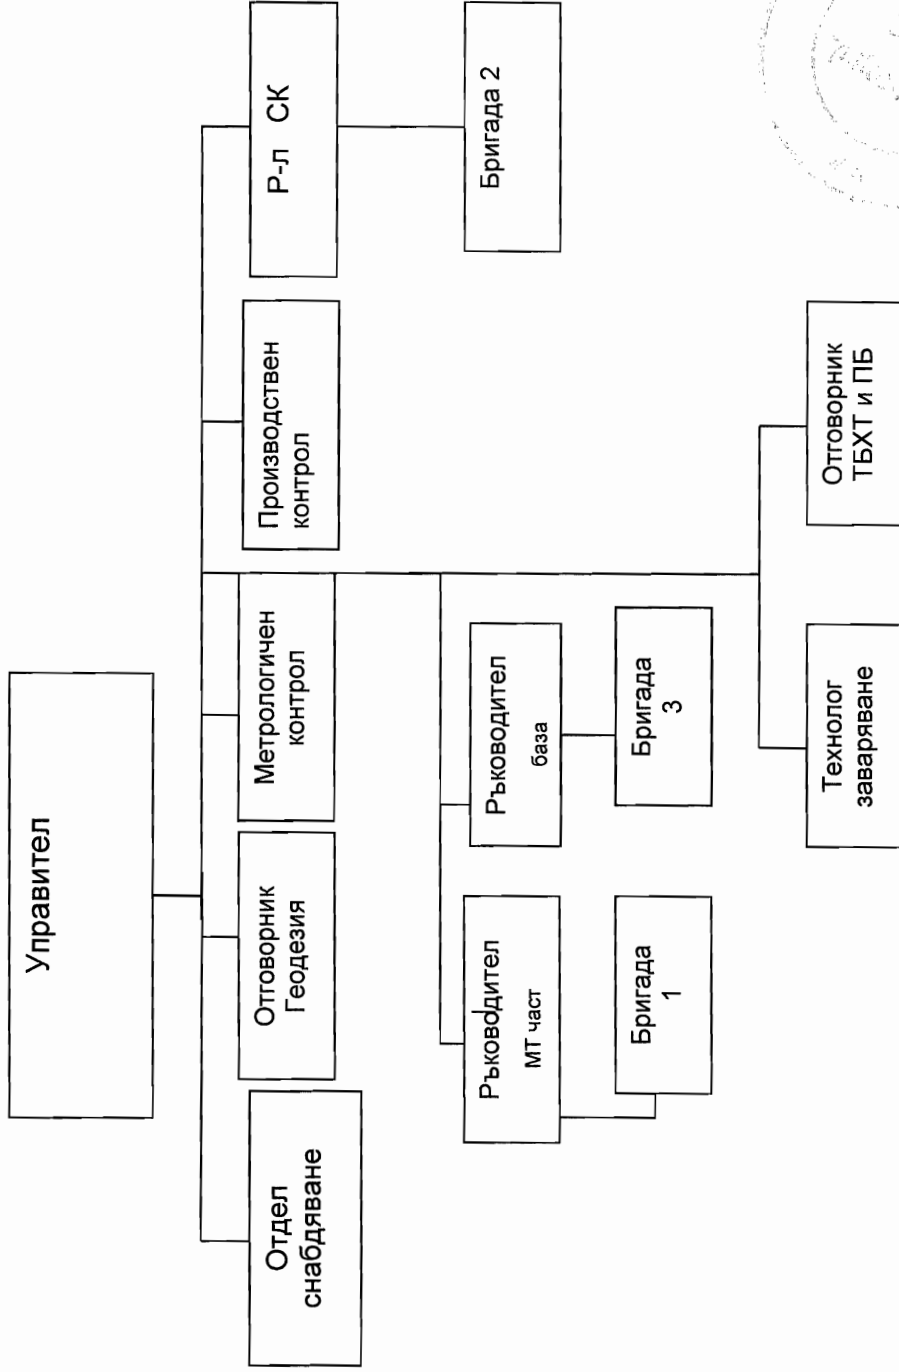 Управител
Отдел
снабдяване
Отговорник
Геодезия
Метрологичен
контрол
Производствен
контрол
Р-л СК
Ръководител
МТ част
Ръководител
база
Бригада 2
Бригада
1
Бригада
3
Технолог
заваряване
Отговорник
ТБХТ и ПБ